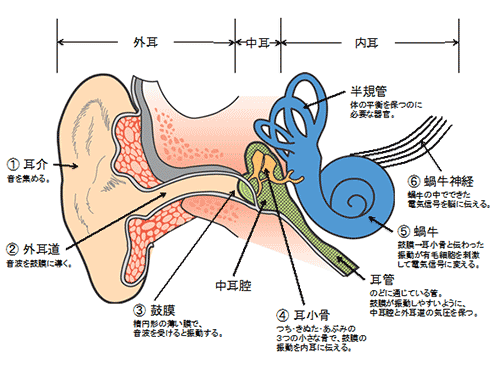 外耳
中耳
内耳
半規管
体の平衡を保つのに
必要な器官。
① 耳介
音を集める。
② 外耳道
音波を鼓膜に導く。
③ 鼓膜
楕円形の薄い膜で、
音波を受けると振動する。
中耳腔
④ 耳小骨
つち・きぬた・あぶみの
3つの小さな骨で、鼓膜の
振動を内耳に伝える。
⑥ 蝸牛神経
蝸牛の中でできた
電気信号を脳に伝える。
⑤ 蝸牛
鼓膜→耳小骨と伝わった
振動が有毛細胞を刺激
して電気信号に変える。
耳管
のどに通じている管。
鼓膜が振動しやすいように、
中耳腔と外耳道の気圧を保つ。